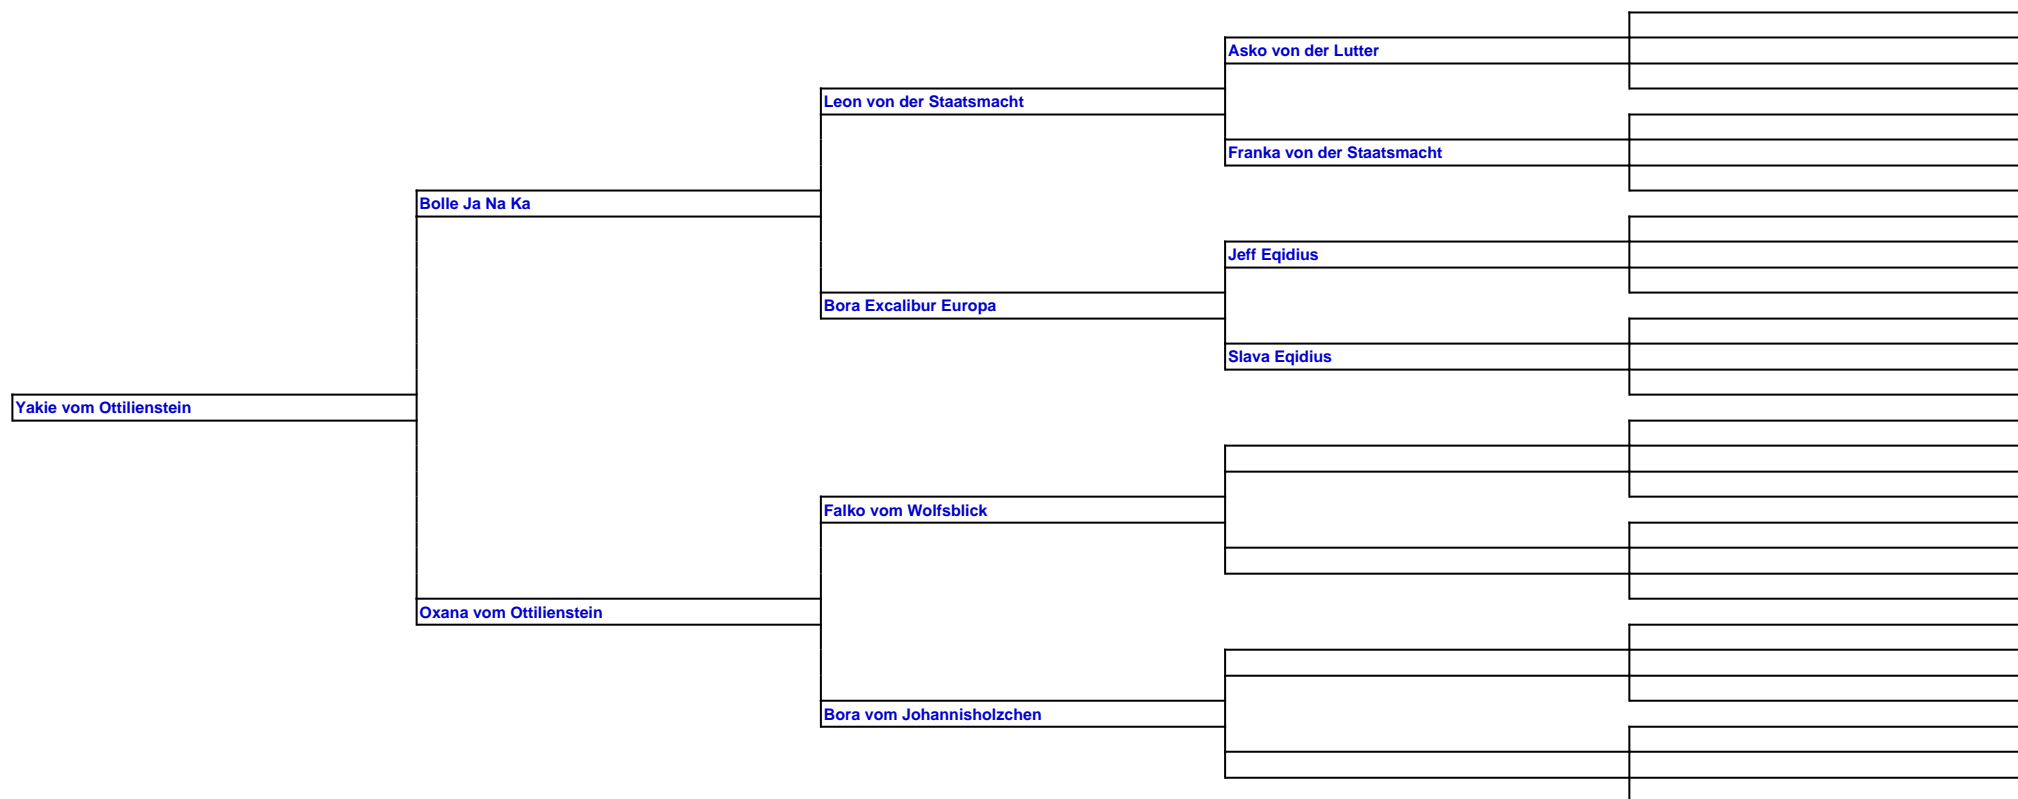 Asko von der Lutter
Leon von der Staatsmacht
Franka von der Staatsmacht
Bolle Ja Na Ka
Jeff Eqidius
Bora Excalibur Europa
Slava Eqidius
Yakie vom Ottilienstein
Falko vom Wolfsblick
Oxana vom Ottilienstein
Bora vom Johannisholzchen